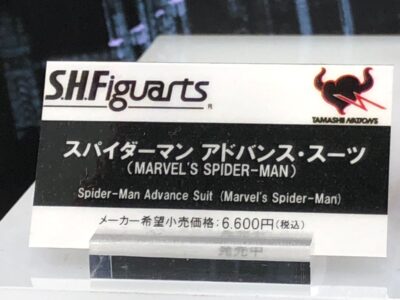 S.H.Figuarts
®
TAMASHII NATIONS
スパイダーマン アドバンス・スーツ
(MARVEL'S SPIDER-MAN)
Spider-Man Advance Suit (Marvel's Spider-Man)
メーカー希望小売価格:6,600円(税込)
発売中